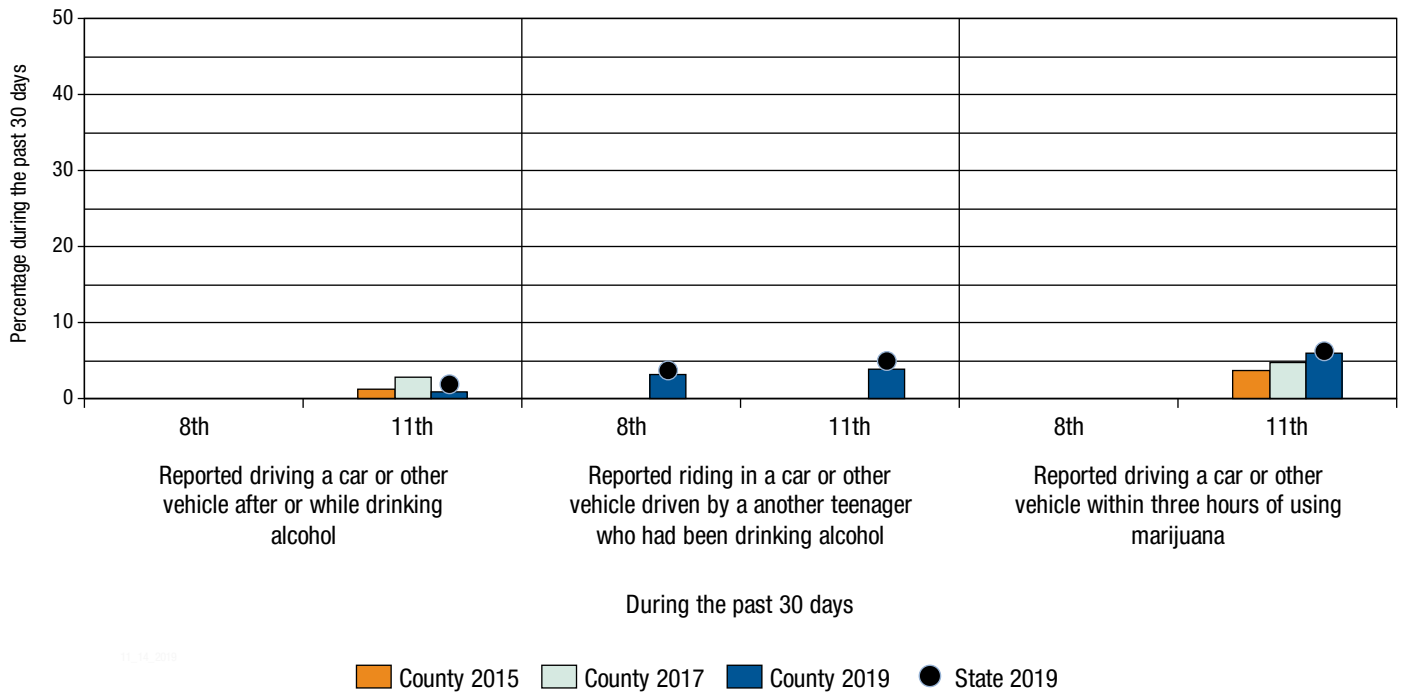 Percentage during the past 30 days
50
40
30
20
10
0
8th
11th
8th
11th
8th
11th
Reported driving a car or other
vehicle after or while drinking
alcohol
Reported riding in a car or other
vehicle driven by a another teenager
who had been drinking alcohol
Reported driving a car or other
vehicle within three hours of using
marijuana
During the past 30 days
County 2015
County 2017
County 2019
State 2019